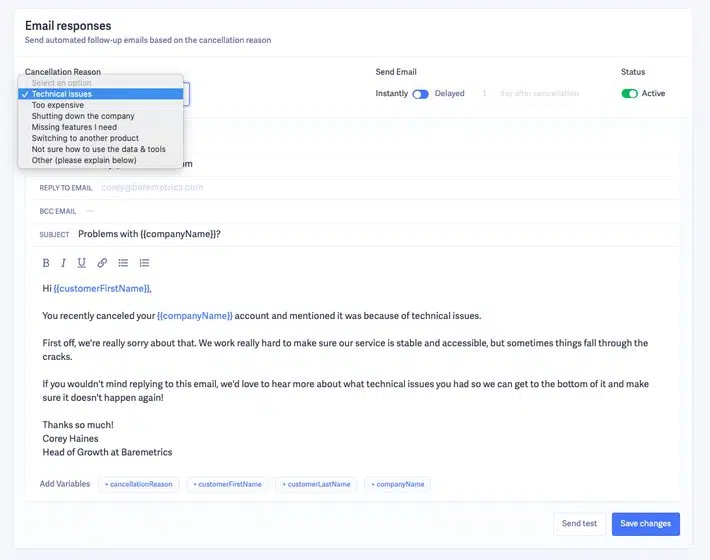 Email responses
Send automated follow-up emails based on the cancellation reason
Cancellation Reason
Send Email
Status
Select an option
✓ Technical issues
Too expensive
Shutting down the company
Missing features I need
Switching to another product
Not sure how to use the data & tools
Other (please explain below)
Instantly Delayed 1 day after cancellation
Active
om
REPLY TO EMAIL corey@baremetrics.com
BCC EMAIL —
SUBJECT Problems with {{companyName}}?
B I U
Hi {{customerFirstName}},
You recently canceled your {{companyName}} account and mentioned it was because of technical issues.
First off, we're really sorry about that. We work really hard to make sure our service is stable and accessible, but sometimes things fall through the
cracks.
If you wouldn't mind replying to this email, we'd love to hear more about what technical issues you had so we can get to the bottom of it and make
sure it doesn't happen again!
Thanks so much!
Corey Haines
Head of Growth at Baremetrics
Add Variables + cancellationReason + customerFirstName + customerLastName + companyName
Send test Save changes